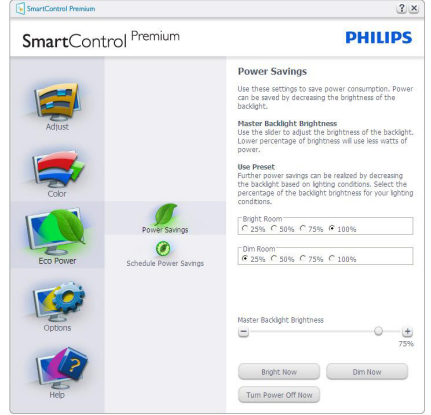 SmartControl Premium
SmartControl Premium
PHILIPS
Adjust
Color
Eco Power
Options
Help
Power Savings
Schedule Power Savings
Power Savings
Use these settings to save power consumption. Power
can be saved by decreasing the brightness of the
backlight.
Master Backlight Brightness
Use the slider to adjust the brightness of the backlight.
Lower percentage of brightness will use less watts of
power.
Use Preset
Further power savings can be realized by decreasing
the backlight based on lighting conditions. Select the
percentage of the backlight brightness for your lighting
conditions.
Bright Room
25% 50% 75% 100%
Dim Room
25% 50% 75% 100%
Master Backlight Brightness
75%
Bright Now Dim Now
Turn Power Off Now